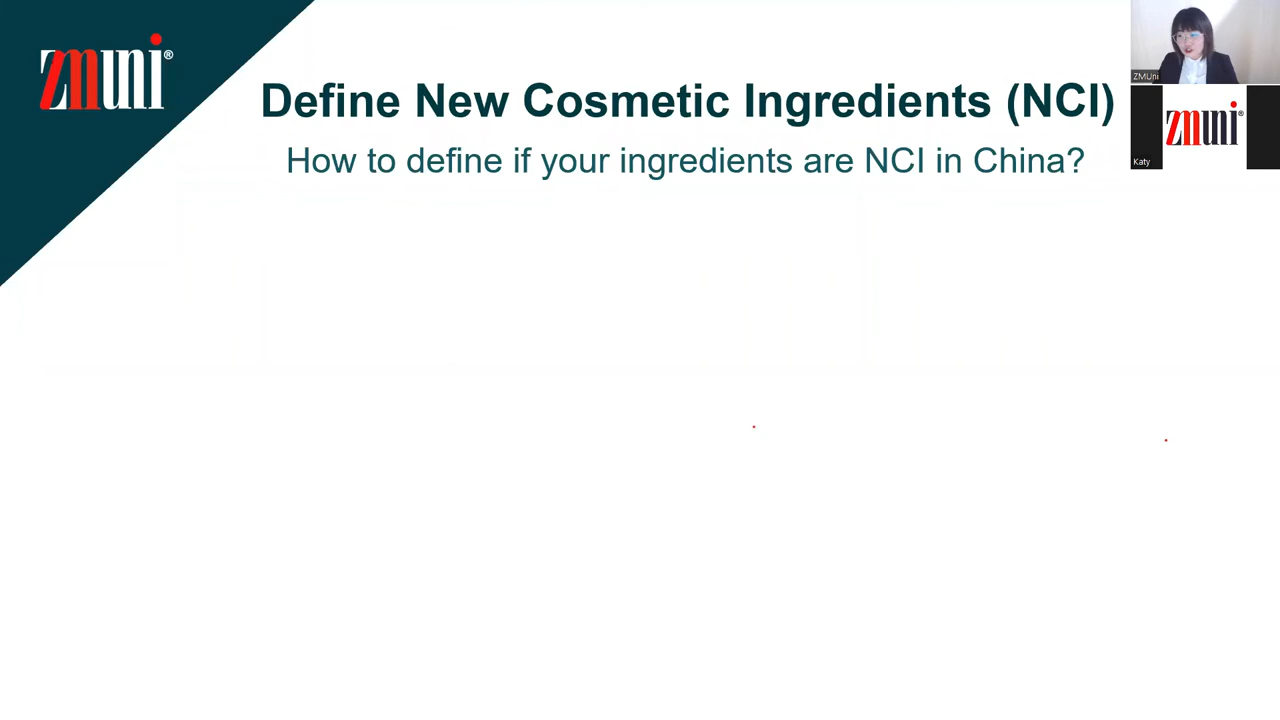 zmuni®
Define New Cosmetic Ingredients (NCI)
How to define if your ingredients are NCI in China?
ZMUni
zmuni®
Katy